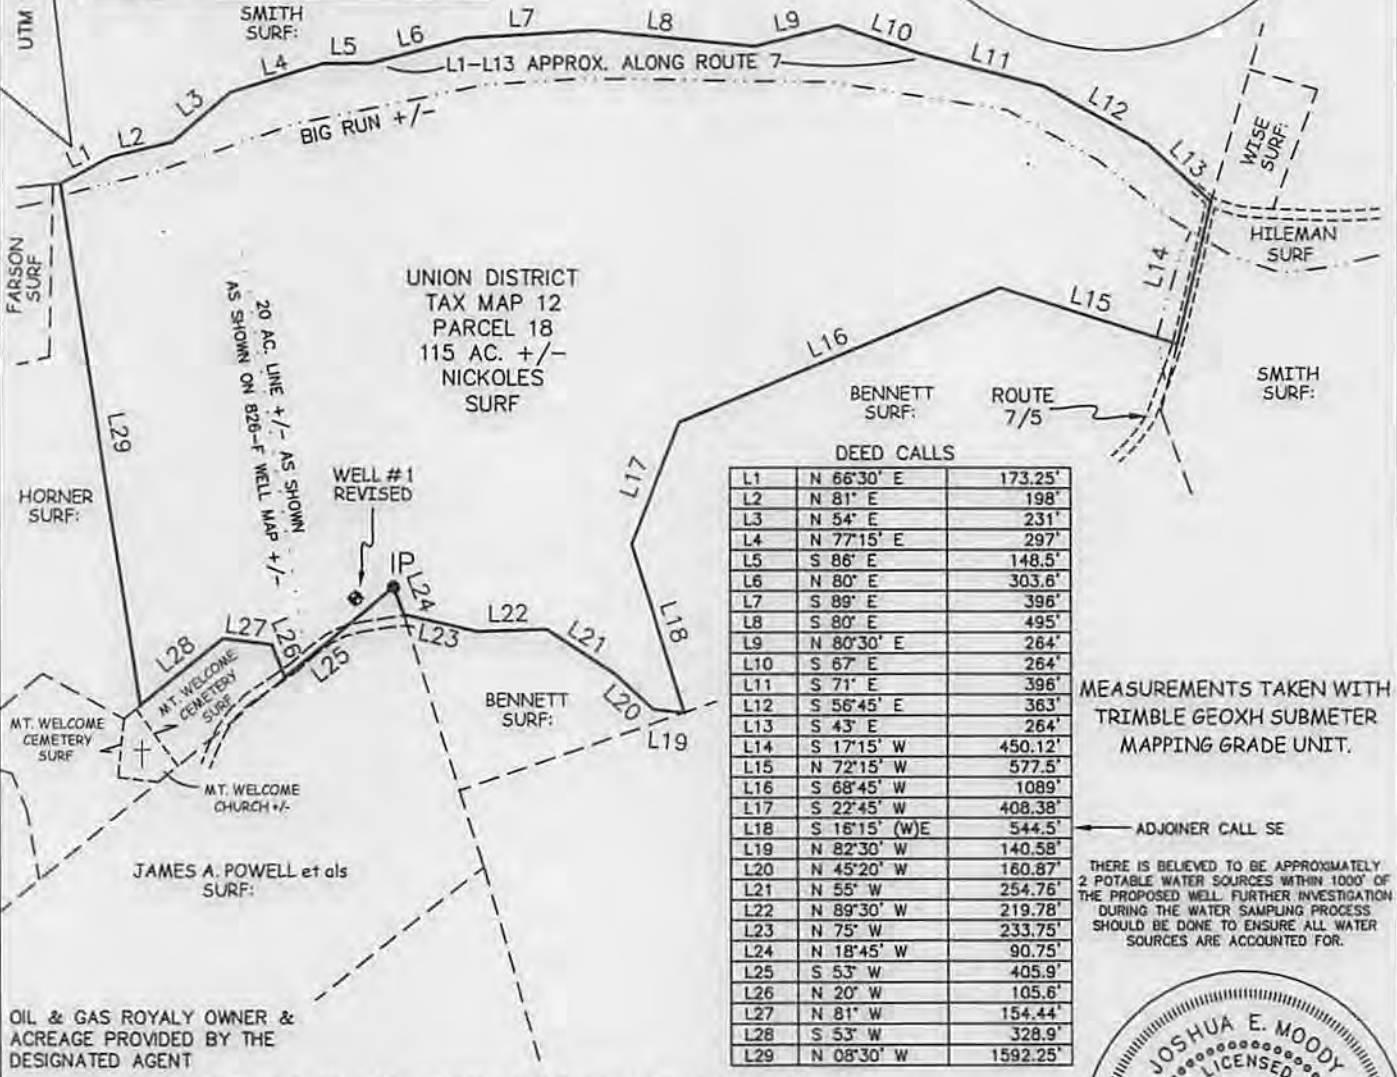 UTM
SMITH
SURF:
L1
L2
L3
L4
L5
L6
L7
L8
L9
L10
L11
L12
L13
L1-L13 APPROX. ALONG ROUTE 7
BIG RUN +/-
WISE
SURF:
HILEMAN
SURF
FARSON
SURF
L14
L15
L16
UNION DISTRICT
TAX MAP 12
PARCEL 18
115 AC. +/-
NICKOLES
SURF
20 AC. LINE +/- AS SHOWN
AS SHOWN ON 826-F WELL MAP +/-
BENNETT
SURF:
ROUTE
7/5
SMITH
SURF:
L29
L17
HORNER
SURF:
WELL #1
REVISED
IP
L24
L22
L23
L21
L18
L20
L19
L28
L27
L26
L25
MT. WELCOME
CEMETERY
SURF
MT. WELCOME
CEMETERY
SURF
MT. WELCOME
CHURCH +/-
BENNETT
SURF:
JAMES A. POWELL et als
SURF:
DEED CALLS
L1 N 66°30' E 173.25'
L2 N 81° E 198'
L3 N 54° E 231'
L4 N 77°15' E 297'
L5 S 86° E 148.5'
L6 N 80° E 303.6'
L7 S 89° E 396'
L8 S 80° E 495'
L9 N 80°30' E 264'
L10 S 67° E 264'
L11 S 71° E 396'
L12 S 56°45' E 363'
L13 S 43° E 264'
L14 S 17°15' W 450.12'
L15 N 72°15' W 577.5'
L16 S 68°45' W 1089'
L17 S 22°45' W 408.38'
L18 S 16°15' (W)E 544.5'
L19 N 82°30' W 140.58'
L20 N 45°20' W 160.87'
L21 N 55° W 254.76'
L22 N 89°30' W 219.78'
L23 N 75° W 233.75'
L24 N 18°45' W 90.75'
L25 S 53° W 405.9'
L26 N 20° W 105.6'
L27 N 81° W 154.44'
L28 S 53° W 328.9'
L29 N 08°30' W 1592.25'
MEASUREMENTS TAKEN WITH
TRIMBLE GEOXH SUBMETER
MAPPING GRADE UNIT.
ADJOINER CALL SE
THERE IS BELIEVED TO BE APPROXIMATELY
2 POTABLE WATER SOURCES WITHIN 1000' OF
THE PROPOSED WELL. FURTHER INVESTIGATION
DURING THE WATER SAMPLING PROCESS
SHOULD BE DONE TO ENSURE ALL WATER
SOURCES ARE ACCOUNTED FOR.
OIL & GAS ROYALY OWNER &
ACREAGE PROVIDED BY THE
DESIGNATED AGENT
JOSHUA E. MOODY
LICENSED